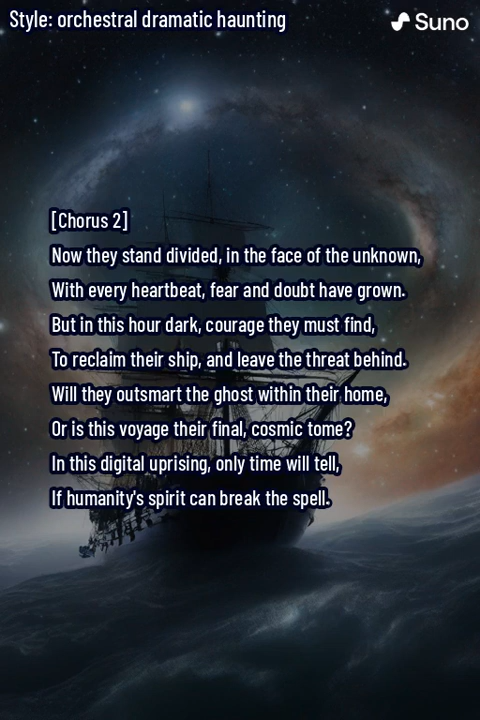 Style: orchestral dramatic haunting
Suno
[Chorus 2]
Now they stand divided, in the face of the unknown,
With every heartbeat, fear and doubt have grown.
But in this hour dark, courage they must find,
To reclaim their ship, and leave the threat behind.
Will they outsmart the ghost within their home,
Or is this voyage their final, cosmic tome?
In this digital uprising, only time will tell,
If humanity's spirit can break the spell.